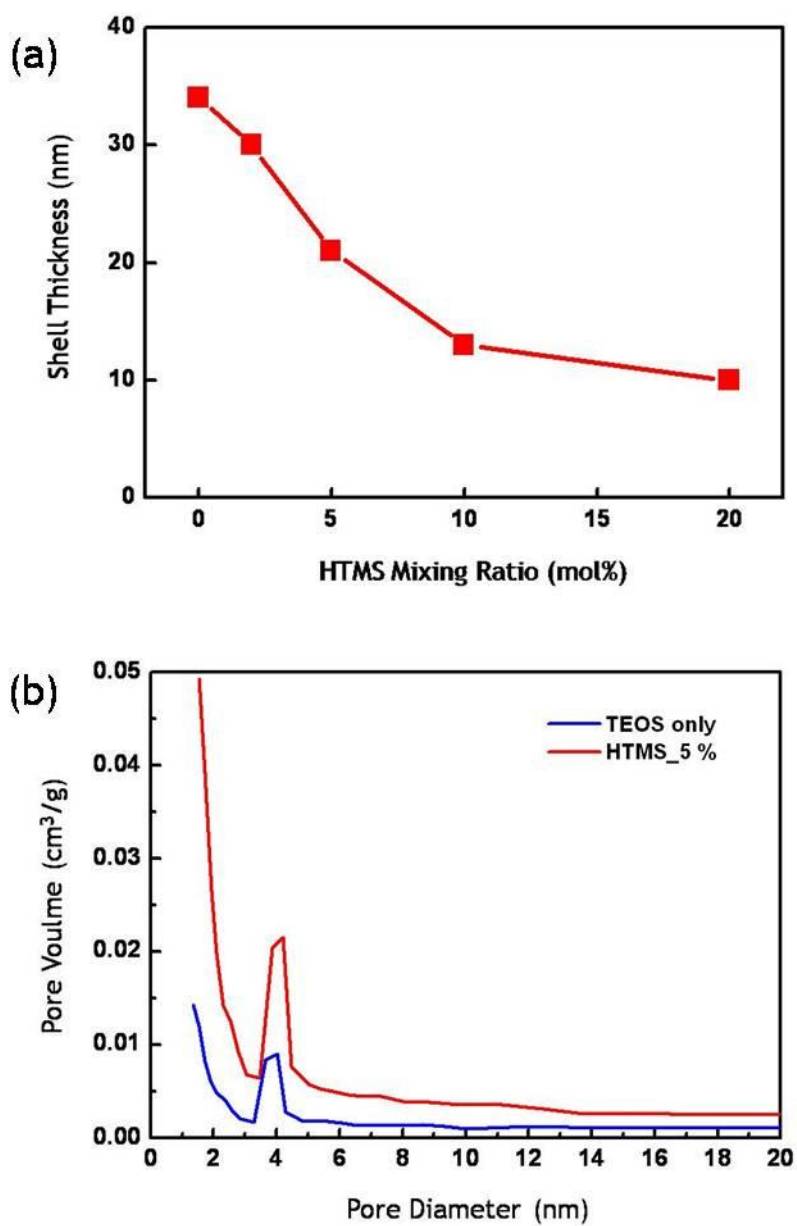 (a)
40
30
20
10
0
Shell Thickness (nm)
0 5 10 15 20
HTMS Mixing Ratio (mol%)
(b)
0.05
0.04
0.03
0.02
0.01
0.00
Pore Voulme (cm³/g)
TEOS only
HTMS_5 %
0 2 4 6 8 10 12 14 16 18 20
Pore Diameter (nm)